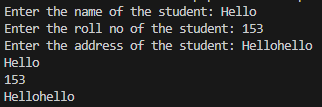 Enter the name of the student: Hello
Enter the roll no of the student: 153
Enter the address of the student: Hellohello
Hello
153
Hellohello